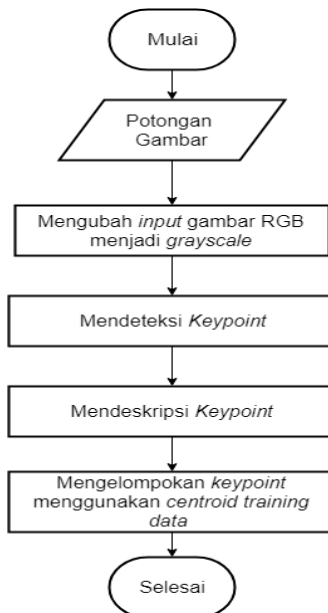 Mulai
Potongan
Gambar
Mengubah input gambar RGB
menjadi grayscale
Mendeteksi Keypoint
Mendeskripsi Keypoint
Mengelompokan keypoint
menggunakan centroid training
data
Selesai